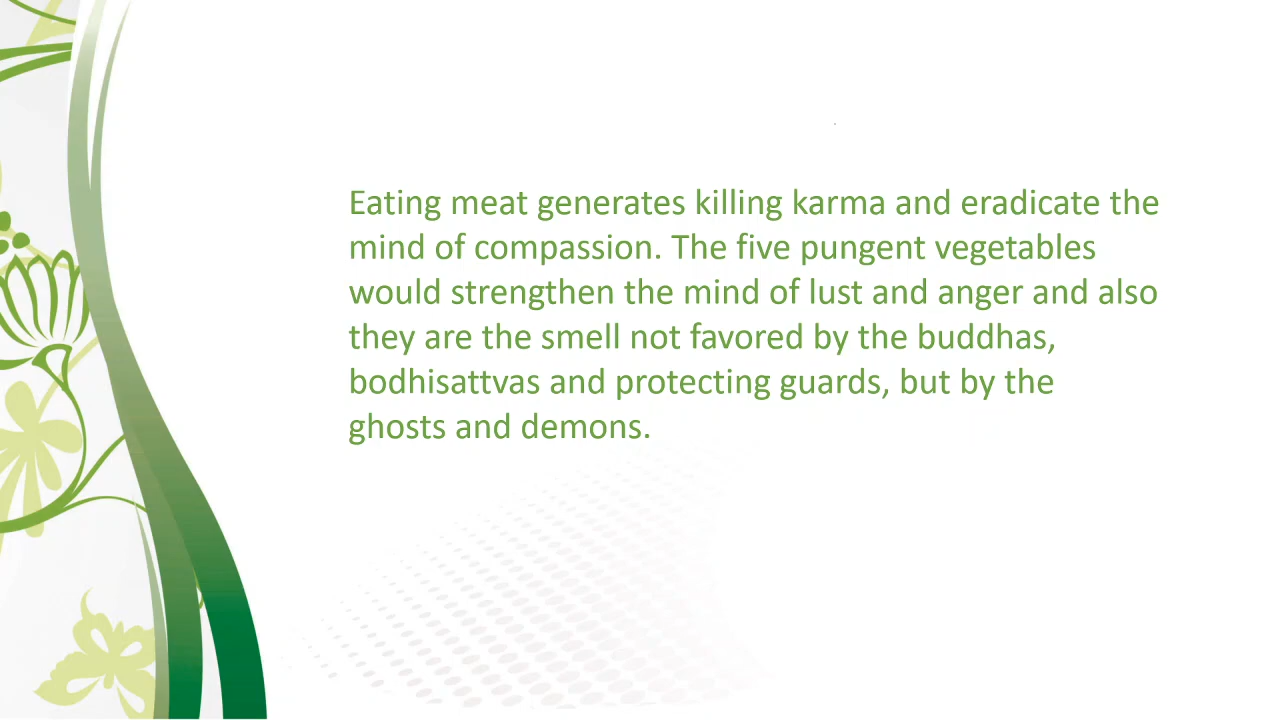 Eating meat generates killing karma and eradicate the
mind of compassion. The five pungent vegetables
would strengthen the mind of lust and anger and also
they are the smell not favored by the buddhas,
bodhisattvas and protecting guards, but by the
ghosts and demons.